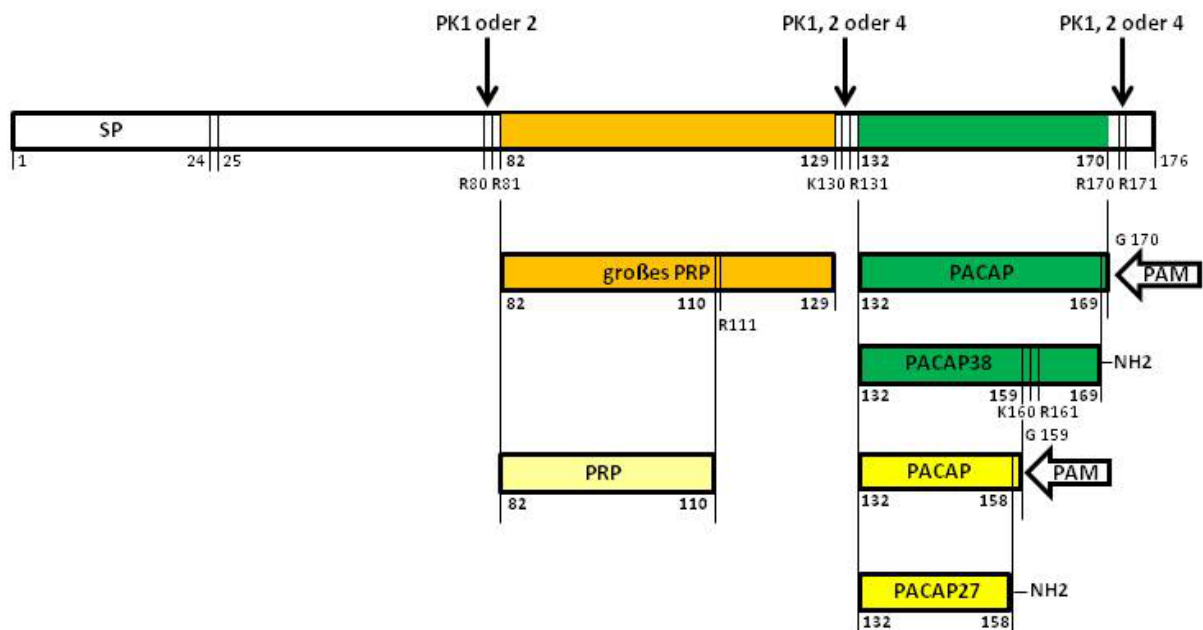 PK1 oder 2 PK1, 2 oder 4 PK1, 2 oder 4
SP
1 24 25 82 129 132 170 176
R80 R81 K130 R131 R170 R171
G 170
großes PRP PACAP PAM
82 110 129 132 169
R111
PACAP38 NH2
132 159 169
K160 R161
G 159
PRP PACAP PAM
82 110 132 158
PACAP27 NH2
132 158